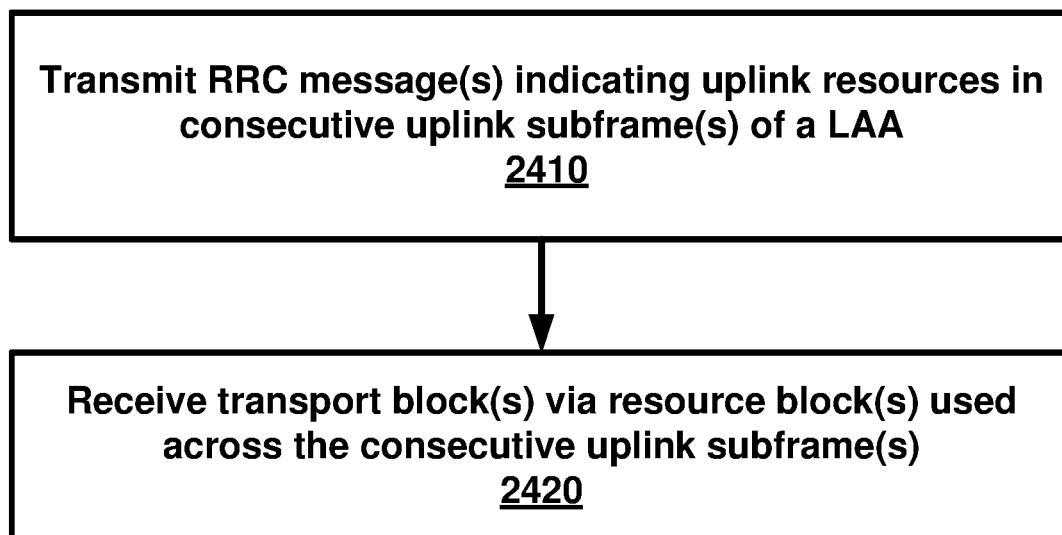 Transmit RRC message(s) indicating uplink resources in
consecutive uplink subframe(s) of a LAA
2410
Receive transport block(s) via resource block(s) used
across the consecutive uplink subframe(s)
2420